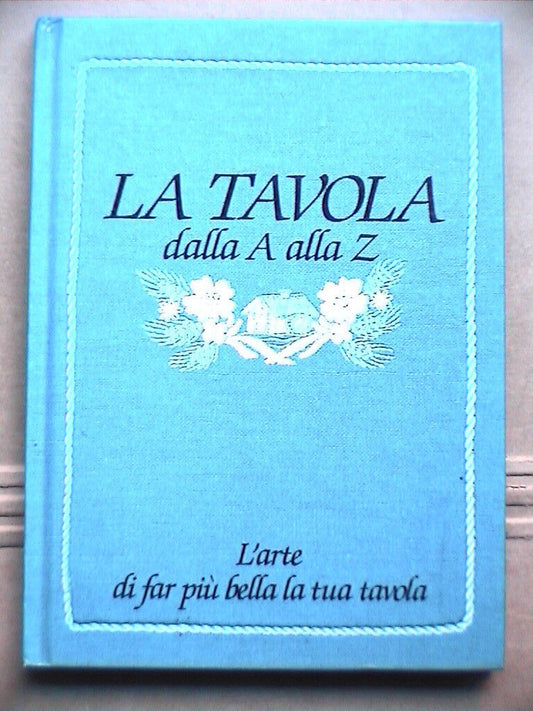 LA TAVOLA
dalla A alla Z
L'arte
di far più bella la tua tavola